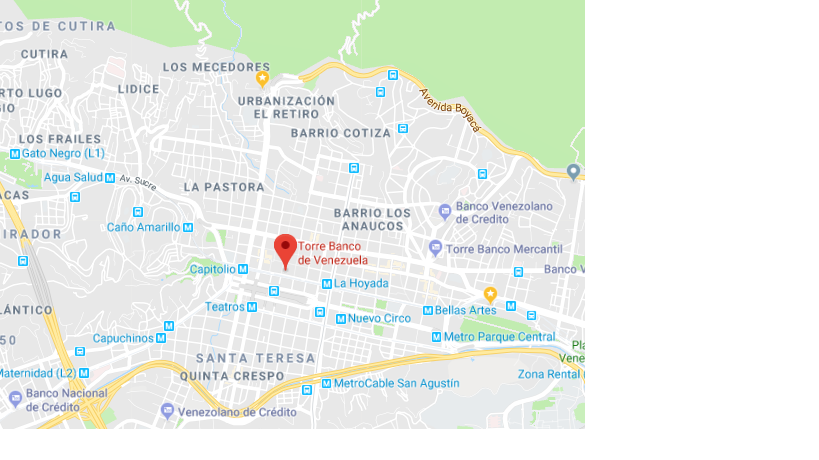 OS DE CUTIRA
CUTIRA
LOS MECEDORES
RTO LUGO
LIDICE
GIO
URBANIZACIÓN
EL RETIRO
Avenida Boyacá
BARRIO COTIZA
LOS FRAILES
Gato Negro (L1)
Agua Salud
Av. Sucre
LA PASTORA
CAS
Banco Venezolano
de Credito
BARRIO LOS
ANAUCOS
Caño Amarillo
IRADOR
Torre Banco
de Venezuela
Torre Banco Mercantil
Capitolio
Banco V
La Hoyada
Teatros
Bellas Artes
LÁNTICO
Nuevo Circo
50
Capuchinos
Metro Parque Central
Pla
Vene
SANTA TERESA
Maternidad (L2)
QUINTA CRESPO
Zona Rental
MetroCable San Agustín
Banco Nacional
de Crédito
Venezolano de Crédito